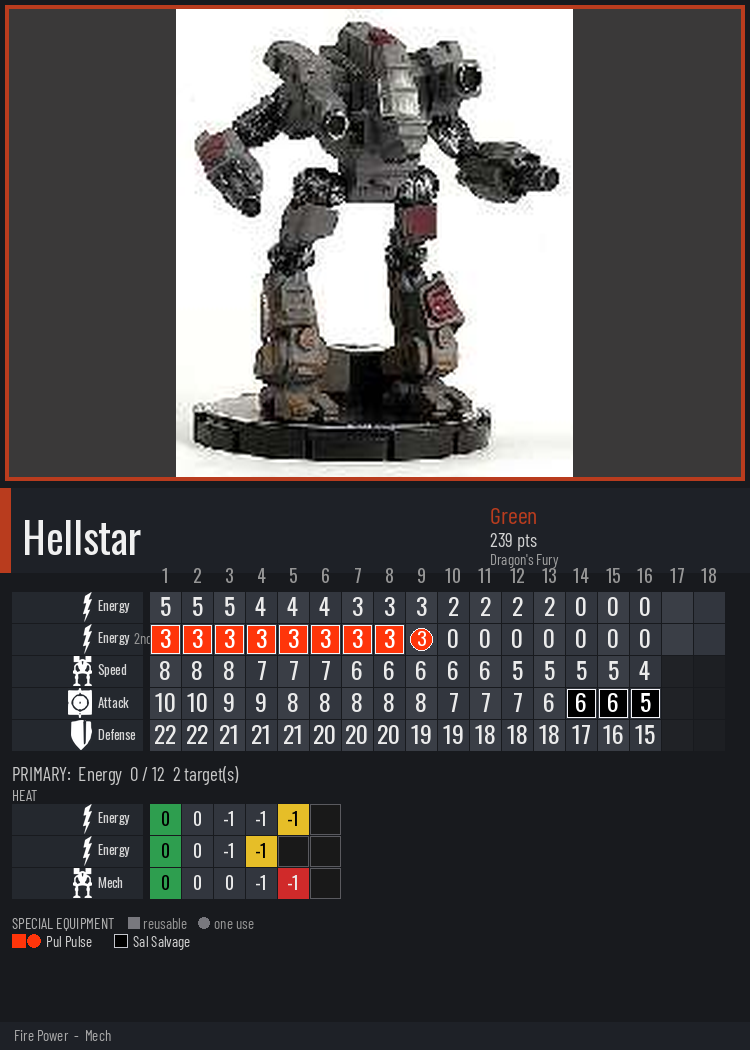 Hellstar
Green
239 pts
Dragon's Fury
1 2 3 4 5 6 7 8 9 10 11 12 13 14 15 16 17 18
Energy 5 5 5 4 4 4 3 3 3 2 2 2 2 0 0 0
Energy 2nd 3 3 3 3 3 3 3 3 3 0 0 0 0 0 0 0
Speed 8 8 8 7 7 7 6 6 6 6 6 5 5 5 5 4
Attack 10 10 9 9 8 8 8 8 8 7 7 7 6 6 6 5
Defense 22 22 21 21 21 20 20 20 19 19 18 18 18 17 16 15
PRIMARY: Energy 0 / 12 2 target(s)
HEAT
Energy 0 0 -1 -1 -1
Energy 0 0 -1 -1
Mech 0 0 0 -1 -1
SPECIAL EQUIPMENT reusable one use
Pul Pulse Sal Salvage
Fire Power - Mech